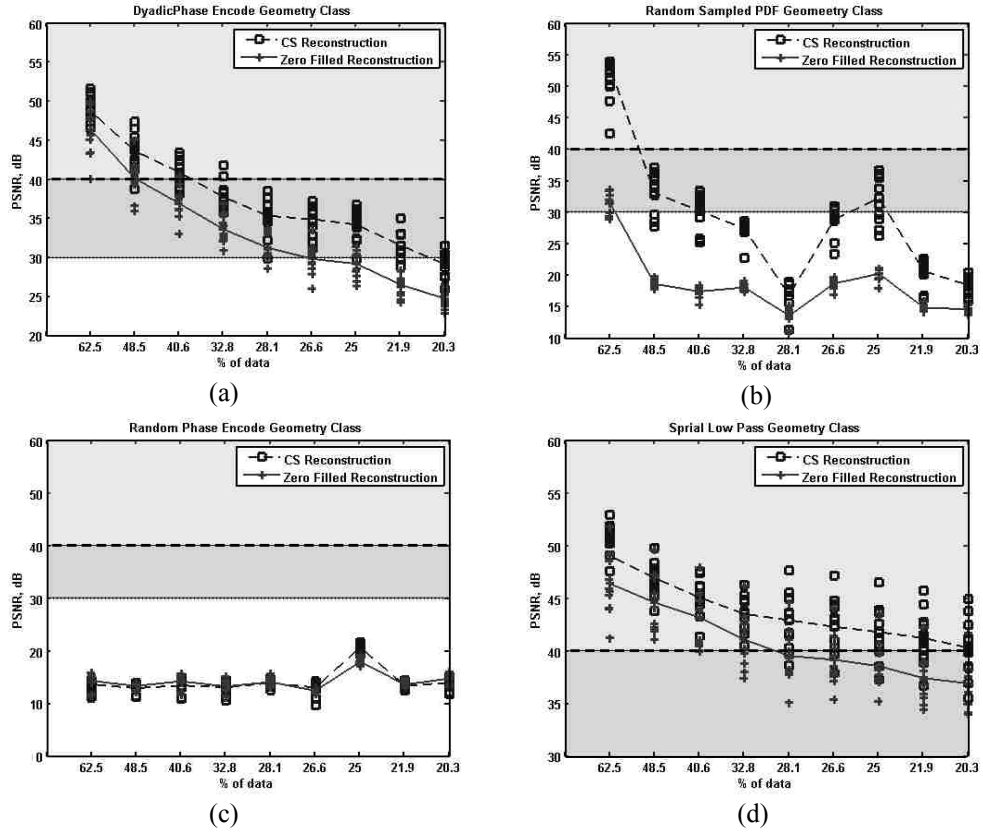 DyadicPhase Encode Geometry Class
60
55
50
45
40
35
30
25
20
PSNR, dB
CS Reconstruction
Zero Filled Reconstruction
62.5 48.5 40.6 32.8 28.1 26.6 25 21.9 20.3
% of data
(a)
Random Sampled PDF Geomeetry Class
60
50
40
30
25
20
15
10
PSNR, dB
CS Reconstruction
Zero Filled Reconstruction
62.5 48.5 40.6 32.8 28.1 26.6 25 21.9 20.3
% of data
(b)
Random Phase Encode Geometry Class
60
50
40
30
20
10
0
PSNR, dB
CS Reconstruction
Zero Filled Reconstruction
62.5 48.5 40.6 32.8 28.1 26.6 25 21.9 20.3
% of data
(c)
Sprial Low Pass Geometry Class
60
55
50
45
40
35
30
PSNR, dB
CS Reconstruction
Zero Filled Reconstruction
62.5 48.5 40.6 32.8 28.1 26.6 25 21.9 20.3
% of data
(d)